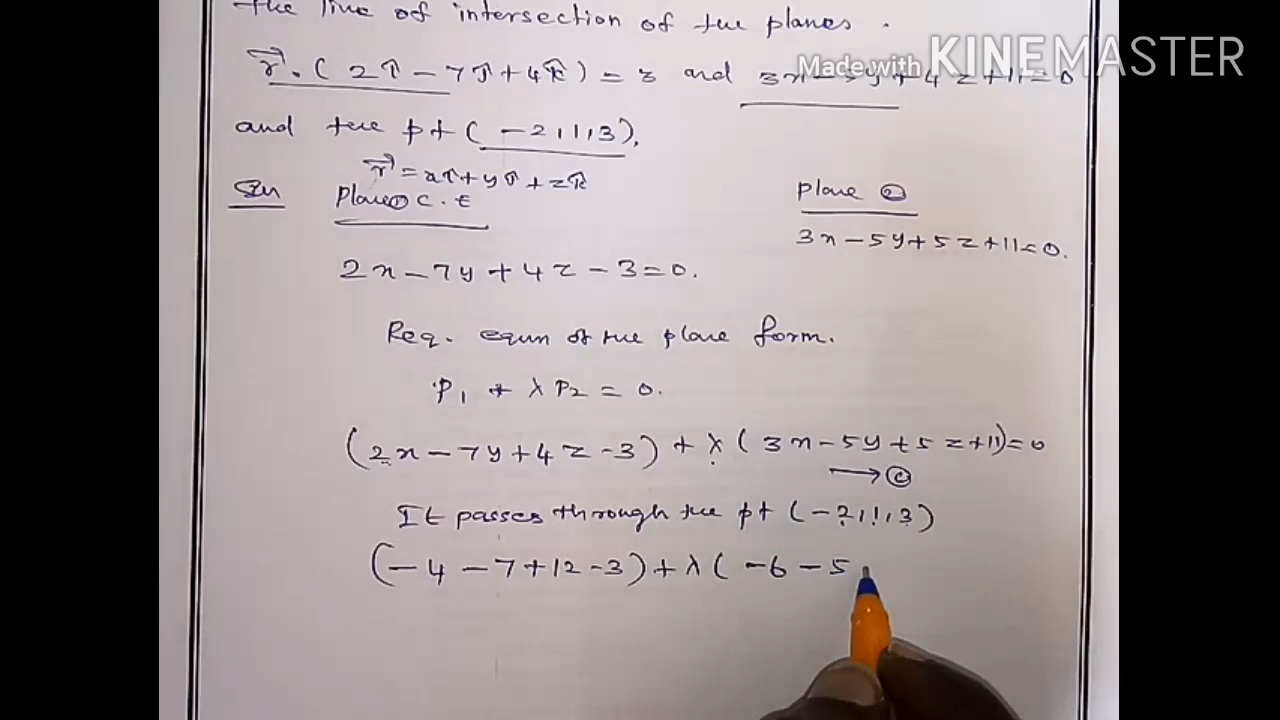 the line of intersection of the planes.
Made with KINEMASTER
r⃗.(2î-7ĵ+4k̂)=3 and 3x-5y+4z+11=0
and the pt(-2,1,3).
r⃗=xî+yĵ+zk̂
Soln Plane① C.E
plane ②
3x-5y+5z+11=0.
2x-7y+4z-3=0.
Req. equn of the plane form.
P₁+λP₂=0.
(2x-7y+4z-3)+λ(3x-5y+5z+11)=0
→ⓒ
It passes through the pt (-2,1,3)
(-4-7+12-3)+λ(-6-5